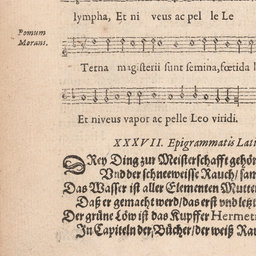 lympha, Et ni veus ac pel le Le
Pomum
Morans.
Terna magisterii sunt semina, fœtida l
Et niveus vapor ac pelle Leo viridi.
XXXVII. Epigrammatis Lati
DRey Ding zur Meisterschafft gehör
Vnd der schneeweisse Rauch/ sam
Das Wasser ist aller Elementen Mutter
Daß er gemacht werd/das erst vnd letzt
Der grüne Löw ist das Kupffer Hermet
In Capiteln der Bücher/der weiß Rau